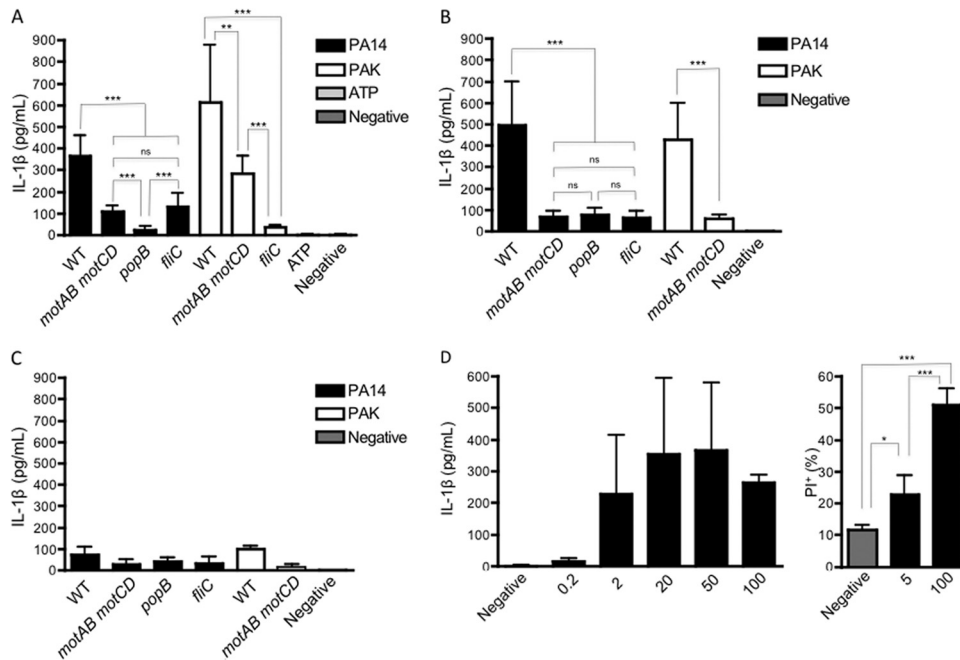 A
IL-1β (pg/mL)
900
800
700
600
500
400
300
200
100
0
***
***
***
ns
***
**
***
PA14
PAK
ATP
Negative
WT
motAB motCD
popB
fliC
WT
motAB motCD
fliC
ATP
Negative
B
IL-1β (pg/mL)
900
800
700
600
500
400
300
200
100
0
***
ns
ns
ns
***
PA14
PAK
Negative
WT
motAB motCD
popB
fliC
WT
motAB motCD
Negative
C
IL-1β (pg/mL)
900
800
700
600
500
400
300
200
100
0
PA14
PAK
Negative
WT
motAB motCD
popB
fliC
WT
motAB motCD
Negative
D
IL-1β (pg/mL)
600
500
400
300
200
100
0
Negative
0.2
2
20
50
100
PI⁺ (%)
60
50
40
30
20
10
0
***
***
*
Negative
5
100